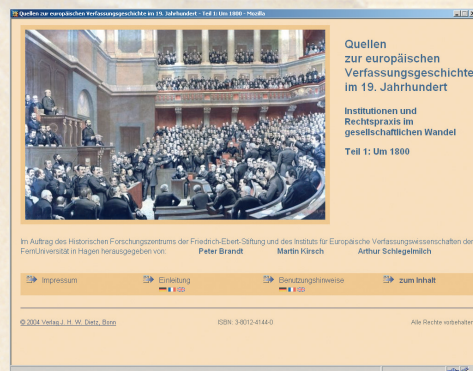 Quellen zur europäischen Verfassungsgeschichte im 19. Jahrhundert - Teil 1: Um 1800 - Mozilla
Quellen
zur europäischen
Verfassungsgeschichte
im 19. Jahrhundert
Institutionen und
Rechtspraxis im
gesellschaftlichen Wandel
Teil 1: Um 1800
Im Auftrag des Historischen Forschungszentrums der Friedrich-Ebert-Stiftung und des Instituts für Europäische Verfassungswissenschaften der
FernUniversität in Hagen herausgegeben von: Peter Brandt Martin Kirsch Arthur Schlegelmilch
Impressum Einleitung Benutzungshinweise zum Inhalt
© 2004 Verlag J. H. W. Dietz, Bonn ISBN: 3-8012-4144-0 Alle Rechte vorbehalten